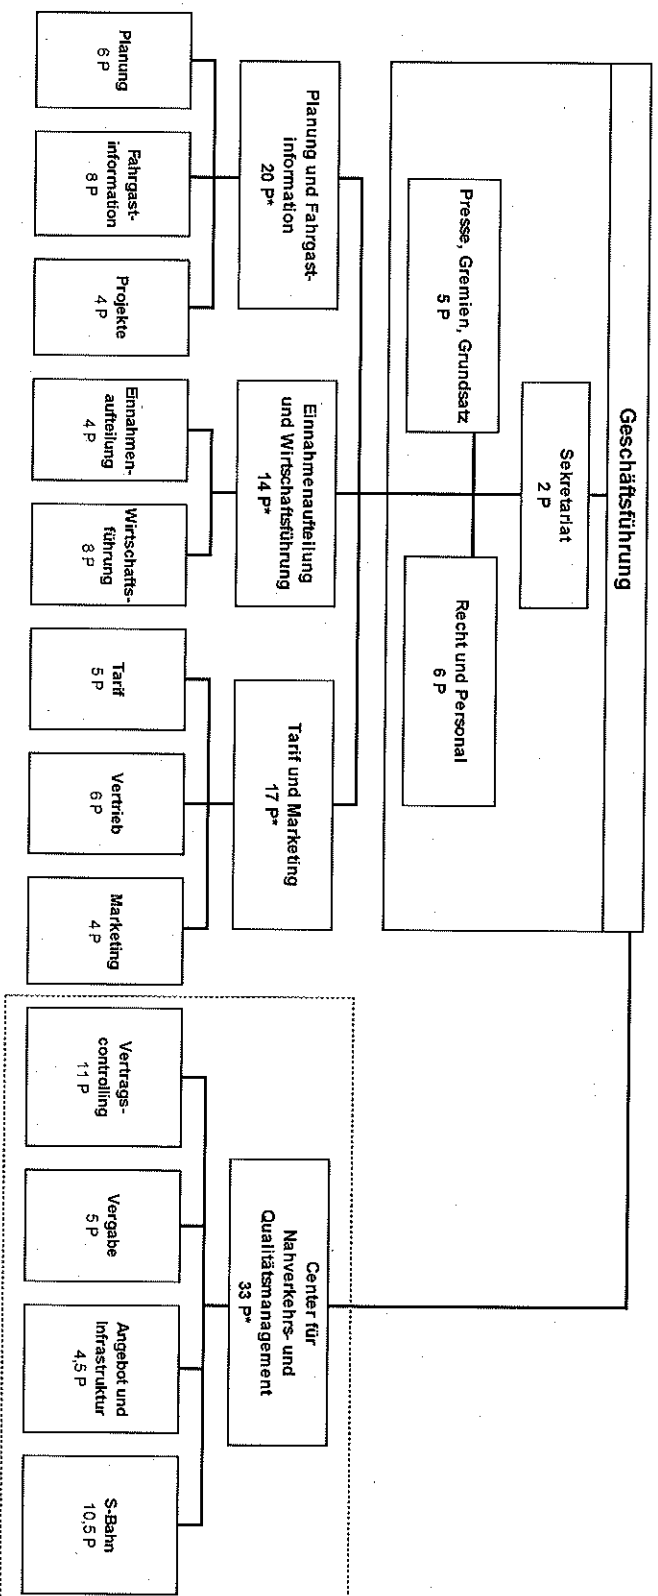 Geschäftsführung
Sekretariat
2 P
Presse, Gremien, Grundsatz
5 P
Recht und Personal
6 P
Planung und Fahrgast-
information
20 P*
Einnahmenaufteilung
und Wirtschaftsführung
14 P*
Tarif und Marketing
17 P*
Center für
Nahverkehrs- und
Qualitätsmanagement
33 P*
Planung
6 P
Fahrgast-
information
8 P
Projekte
4 P
Einnahmen-
aufteilung
4 P
Wirtschafts-
führung
8 P
Tarif
5 P
Vertrieb
6 P
Marketing
4 P
Vertrags-
controlling
11 P
Vergabe
5 P
Angebot und
Infrastruktur
4,5 P
S-Bahn
10,5 P